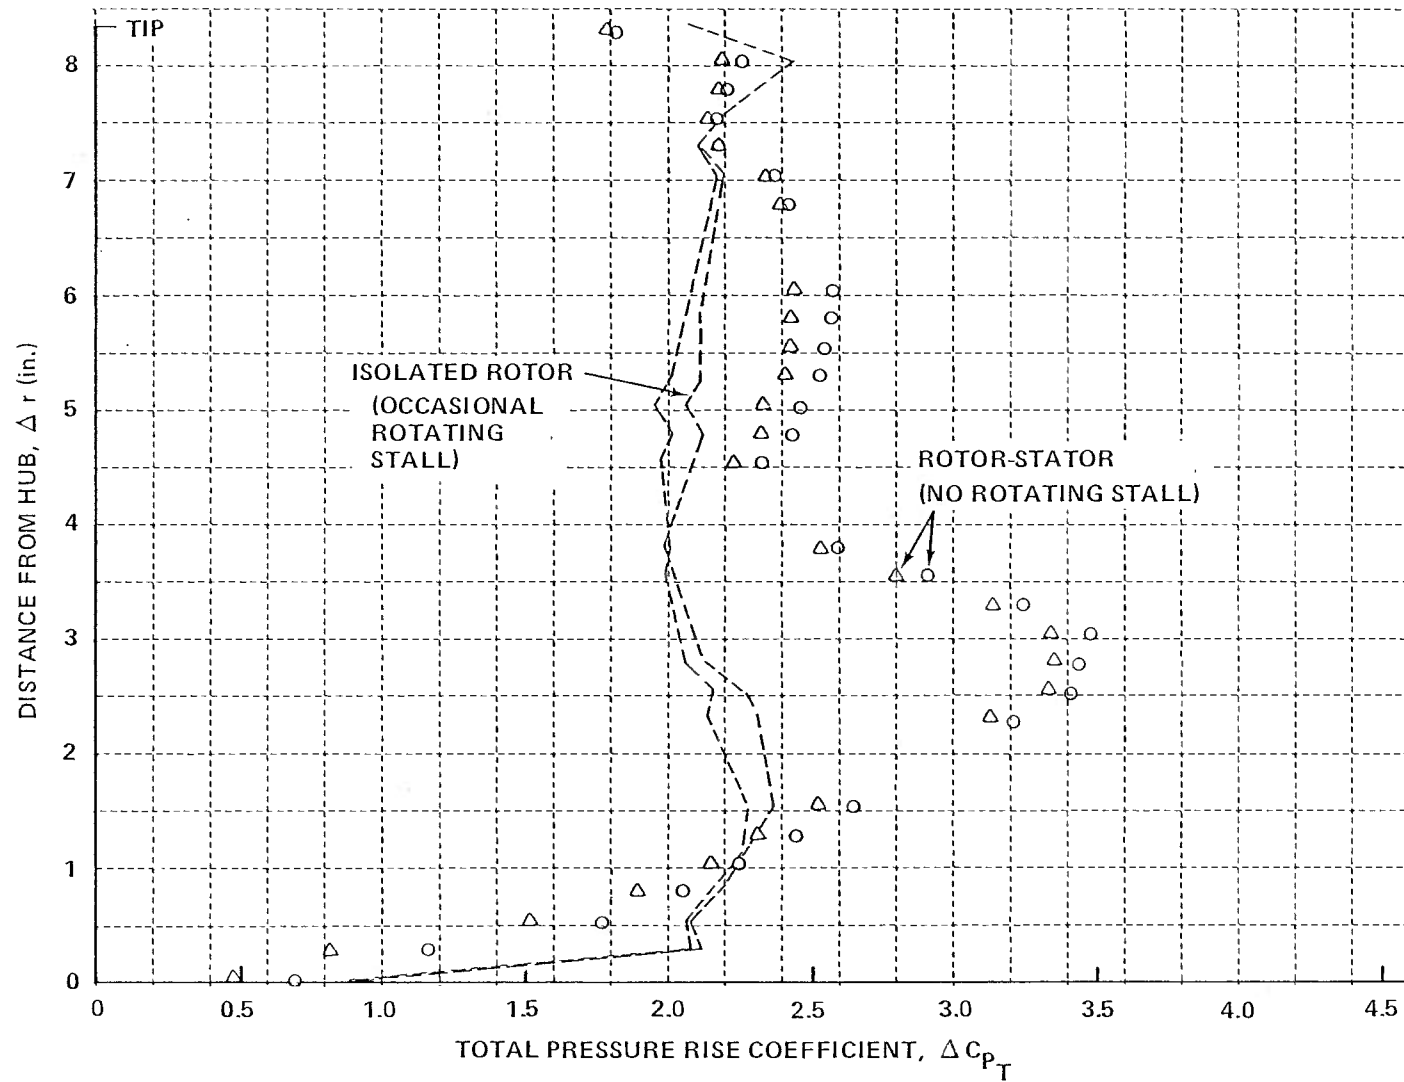 TIP
8
7
6
5
4
3
2
1
0
DISTANCE FROM HUB, Δ r (in.)
ISOLATED ROTOR
(OCCASIONAL
ROTATING
STALL)
ROTOR-STATOR
(NO ROTATING STALL)
0 0.5 1.0 1.5 2.0 2.5 3.0 3.5 4.0 4.5
TOTAL PRESSURE RISE COEFFICIENT, Δ CPT